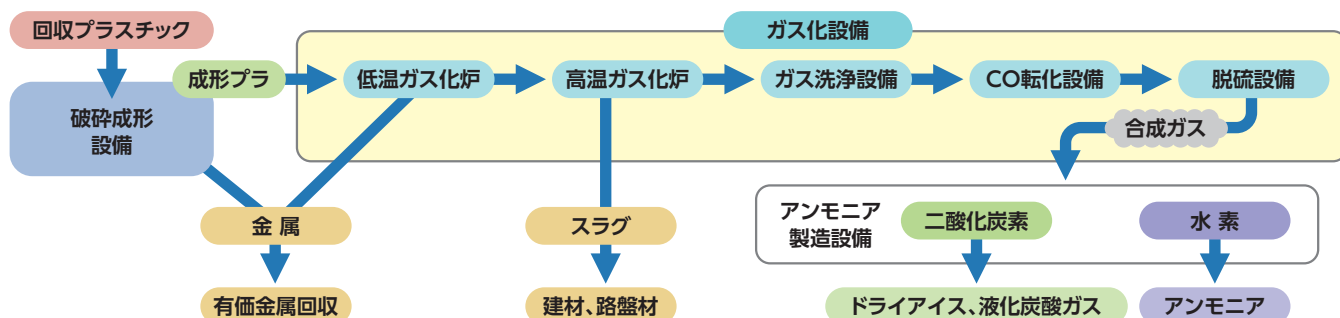 回収プラスチック
ガス化設備
成形プラ
低温ガス化炉
高温ガス化炉
ガス洗浄設備
CO転化設備
脱硫設備
破砕成形
設備
合成ガス
金属
スラグ
アンモニア
製造設備
二酸化炭素
水素
有価金属回収
建材、路盤材
ドライアイス、液化炭酸ガス
アンモニア